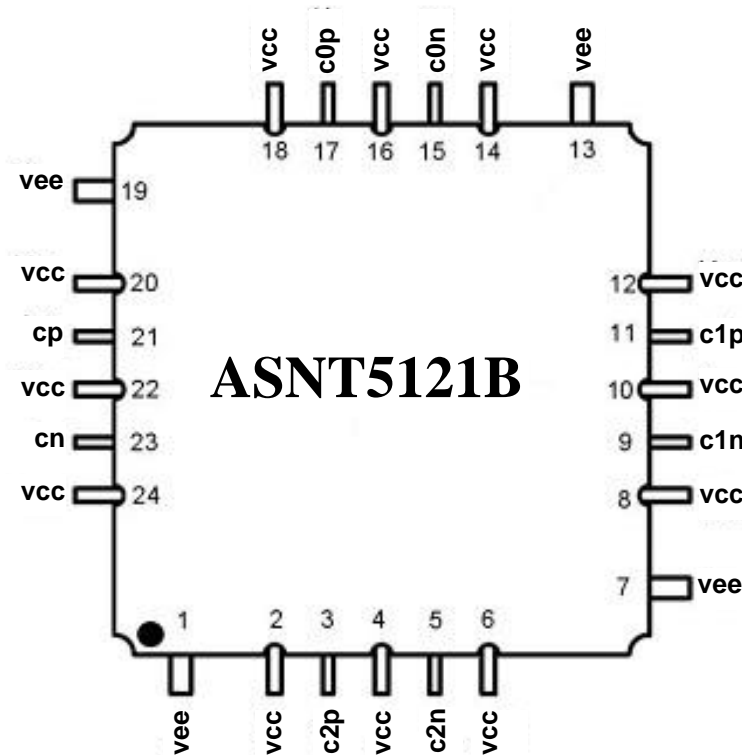 vcc c0p vcc c0n vcc vee
18 17 16 15 14 13
vee 19
vcc 20
cp 21
vcc 22
cn 23
vcc 24
ASNT5121B
12 vcc
11 c1p
10 vcc
9 c1n
8 vcc
7 vee
1 2 3 4 5 6
vee vcc c2p vcc c2n vcc